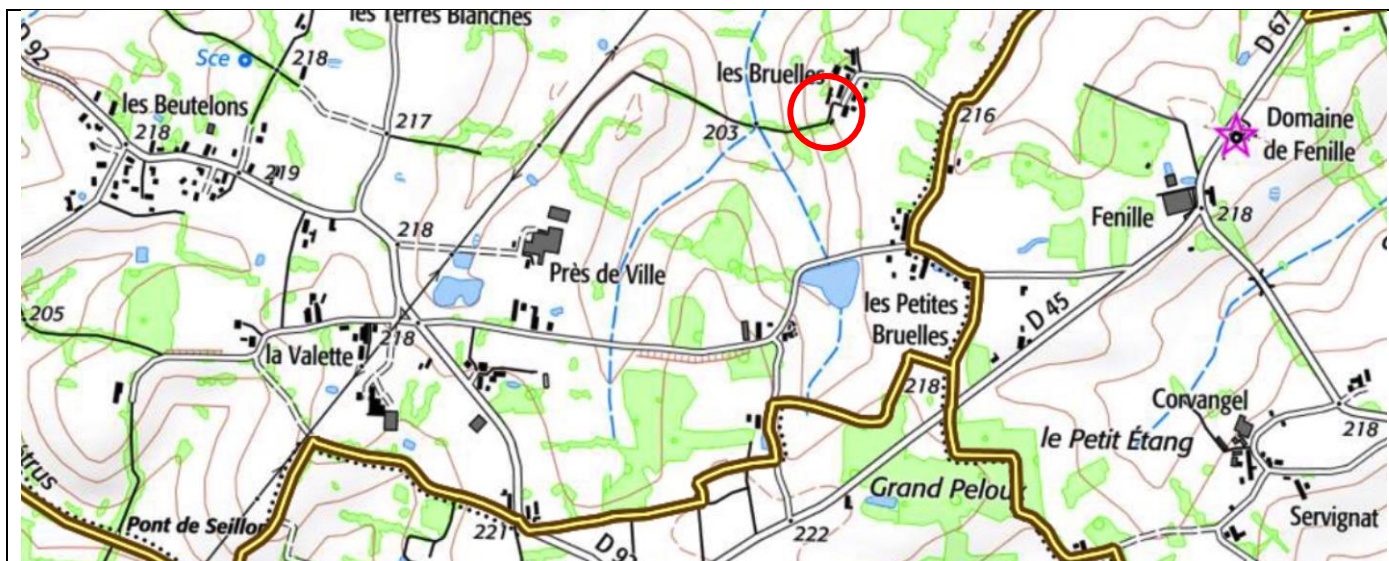 les Terres Blanches
D 92
Sce
218
les Bruelles
D 67
les Beutelons
217
203
216
Domaine
de Fenille
218
219
Fenille
218
218
Près de Ville
les Petites
Bruelles
D 45
205
la Valette
218
218
Corvangel
le Petit Étang
218
Grand Peloux
Pont de Seillon
221
222
Servignat